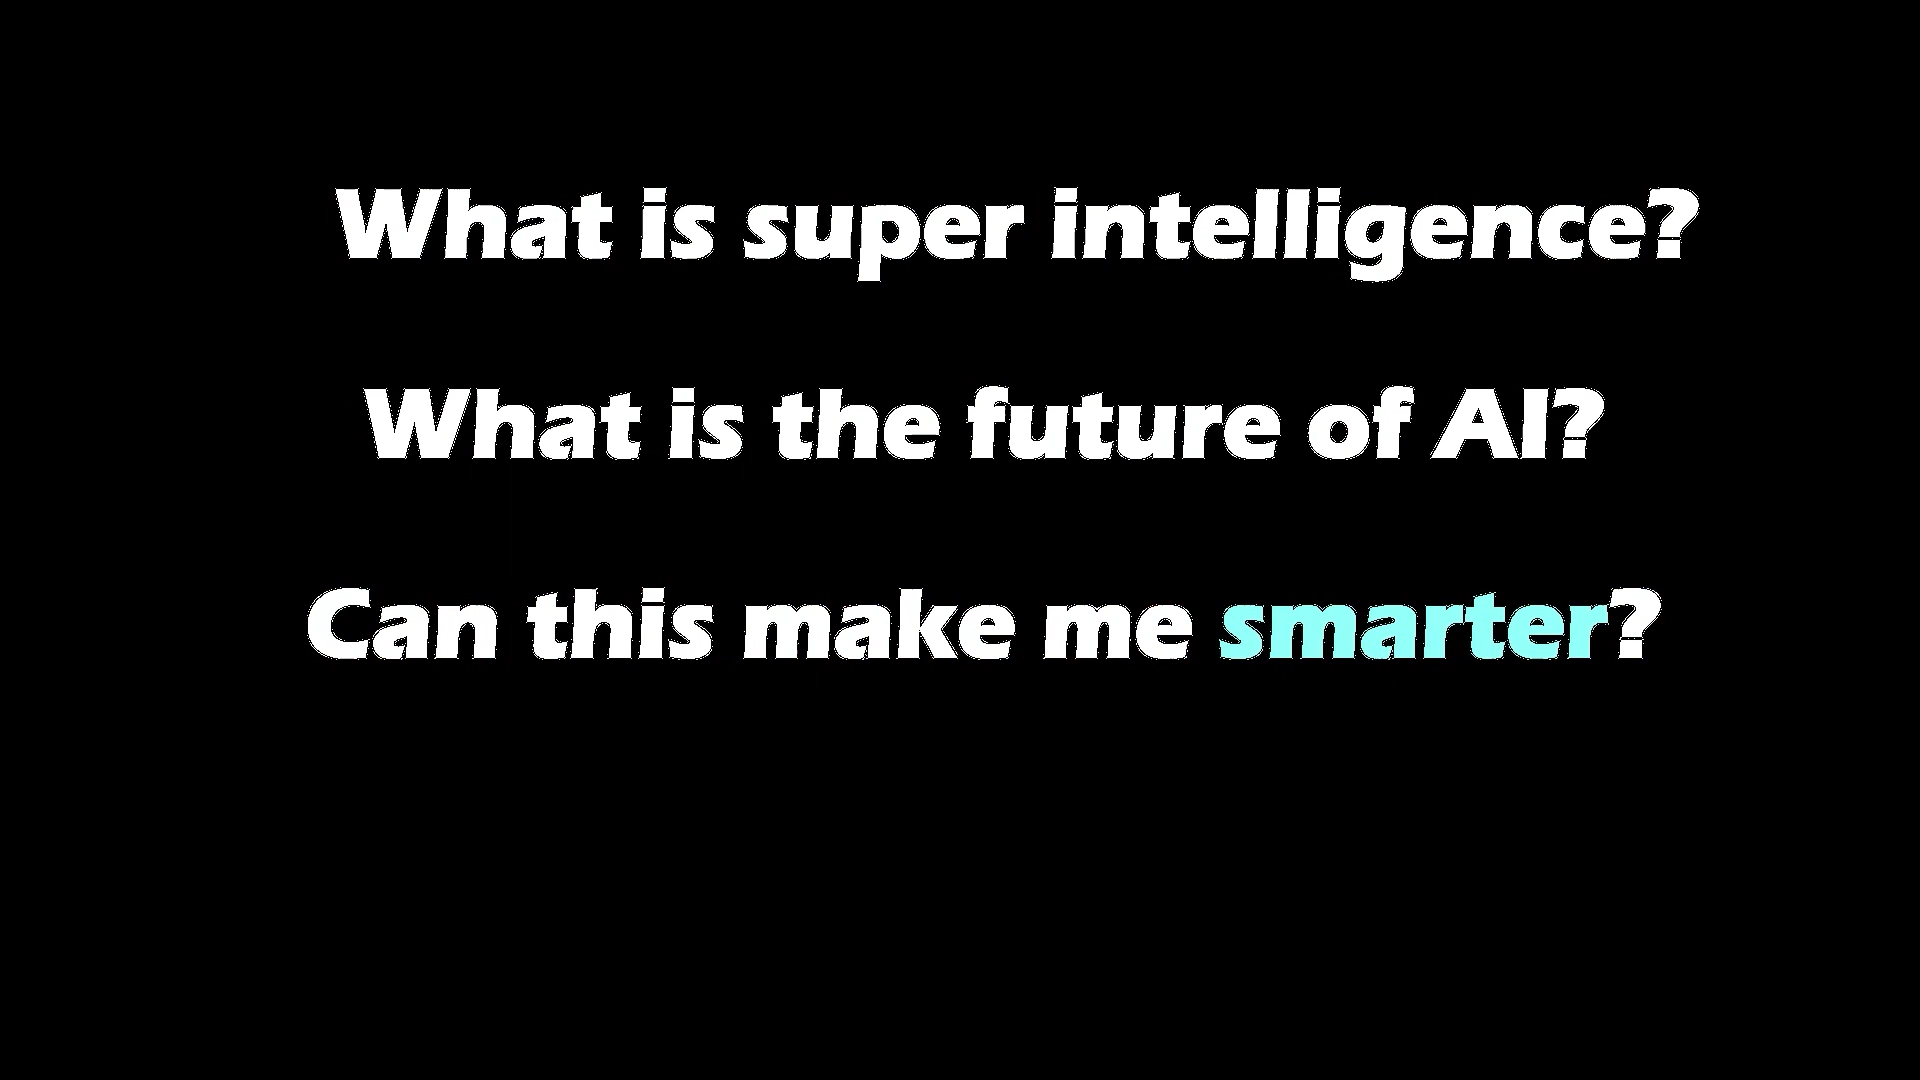 What is super intelligence?
What is the future of AI?
Can this make me smarter?